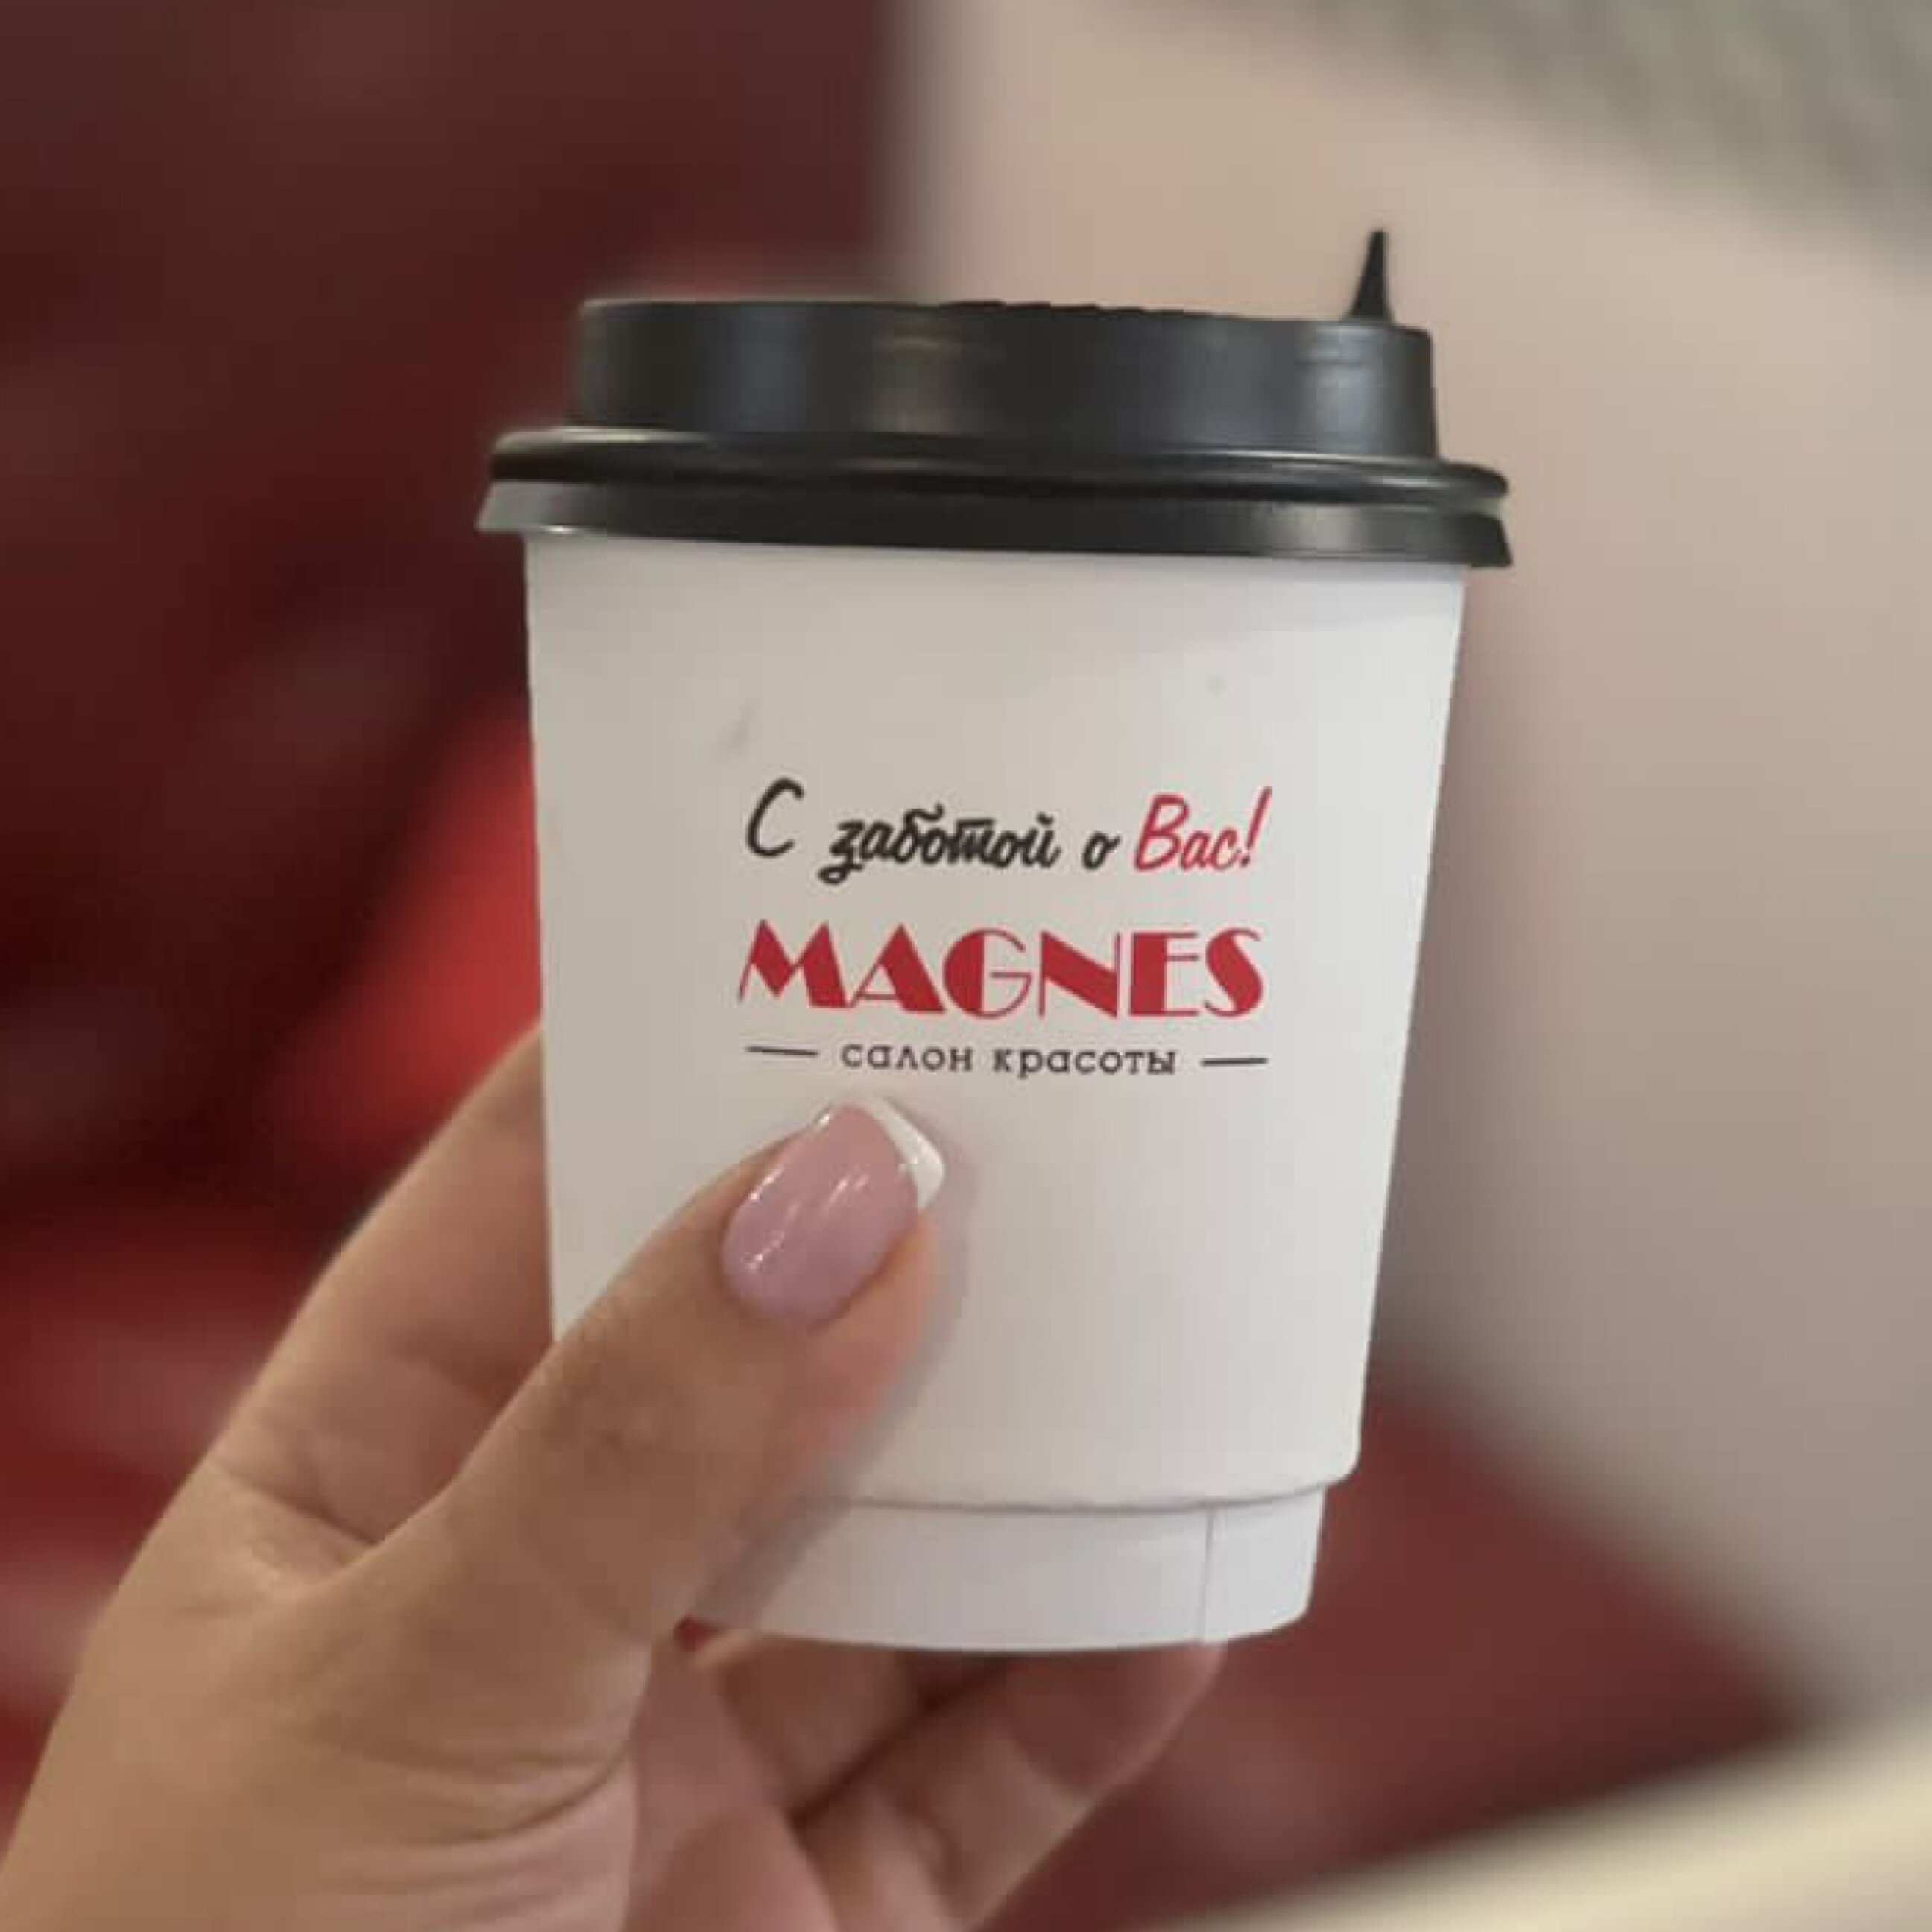 С заботой о Вас!
MAGNES
— салон красоты —